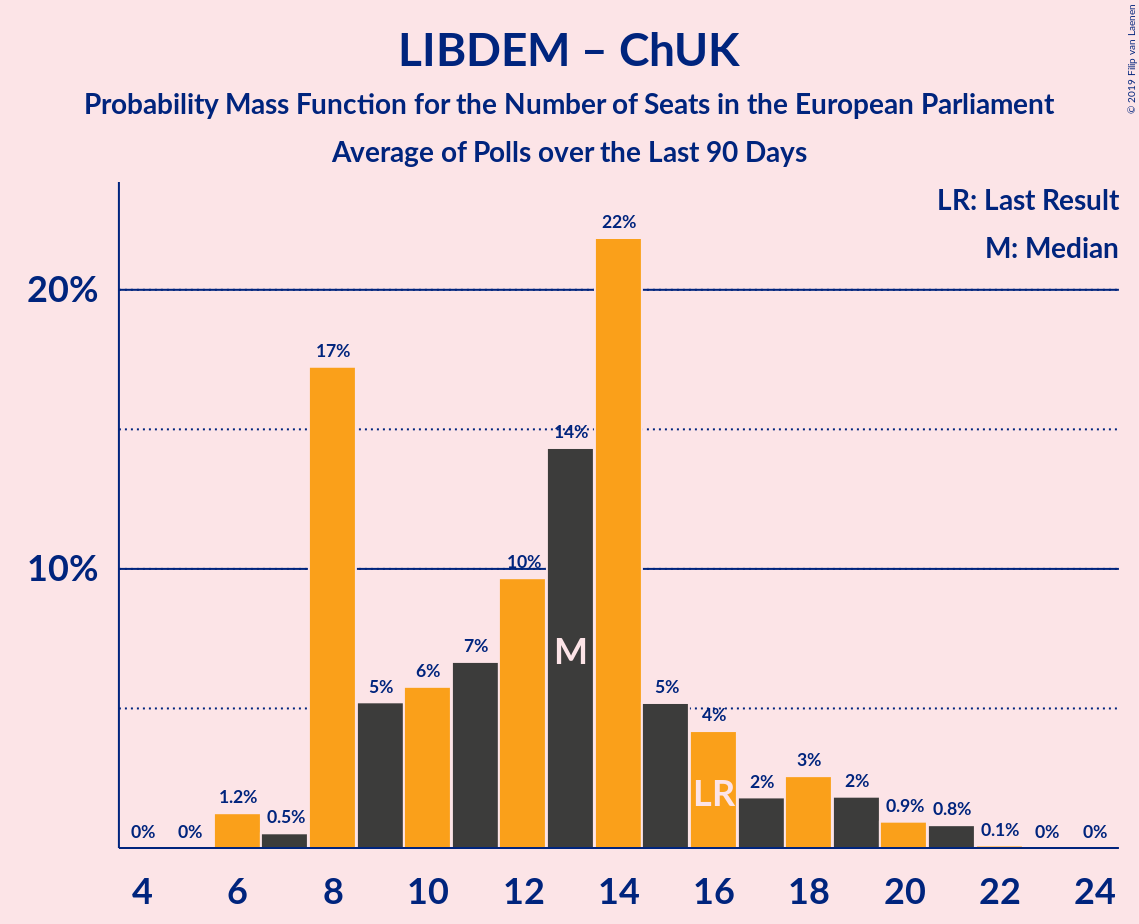 LIBDEM – ChUK
Probability Mass Function for the Number of Seats in the European Parliament
Average of Polls over the Last 90 Days
© 2019 Filip van Laenen
LR: Last Result
M: Median
20%
10%
0% 0% 1.2% 0.5% 17% 5% 6% 7% 10% 14% 22% 5% 4% 2% 3% 2% 0.9% 0.8% 0.1% 0% 0%
M
LR
4 6 8 10 12 14 16 18 20 22 24